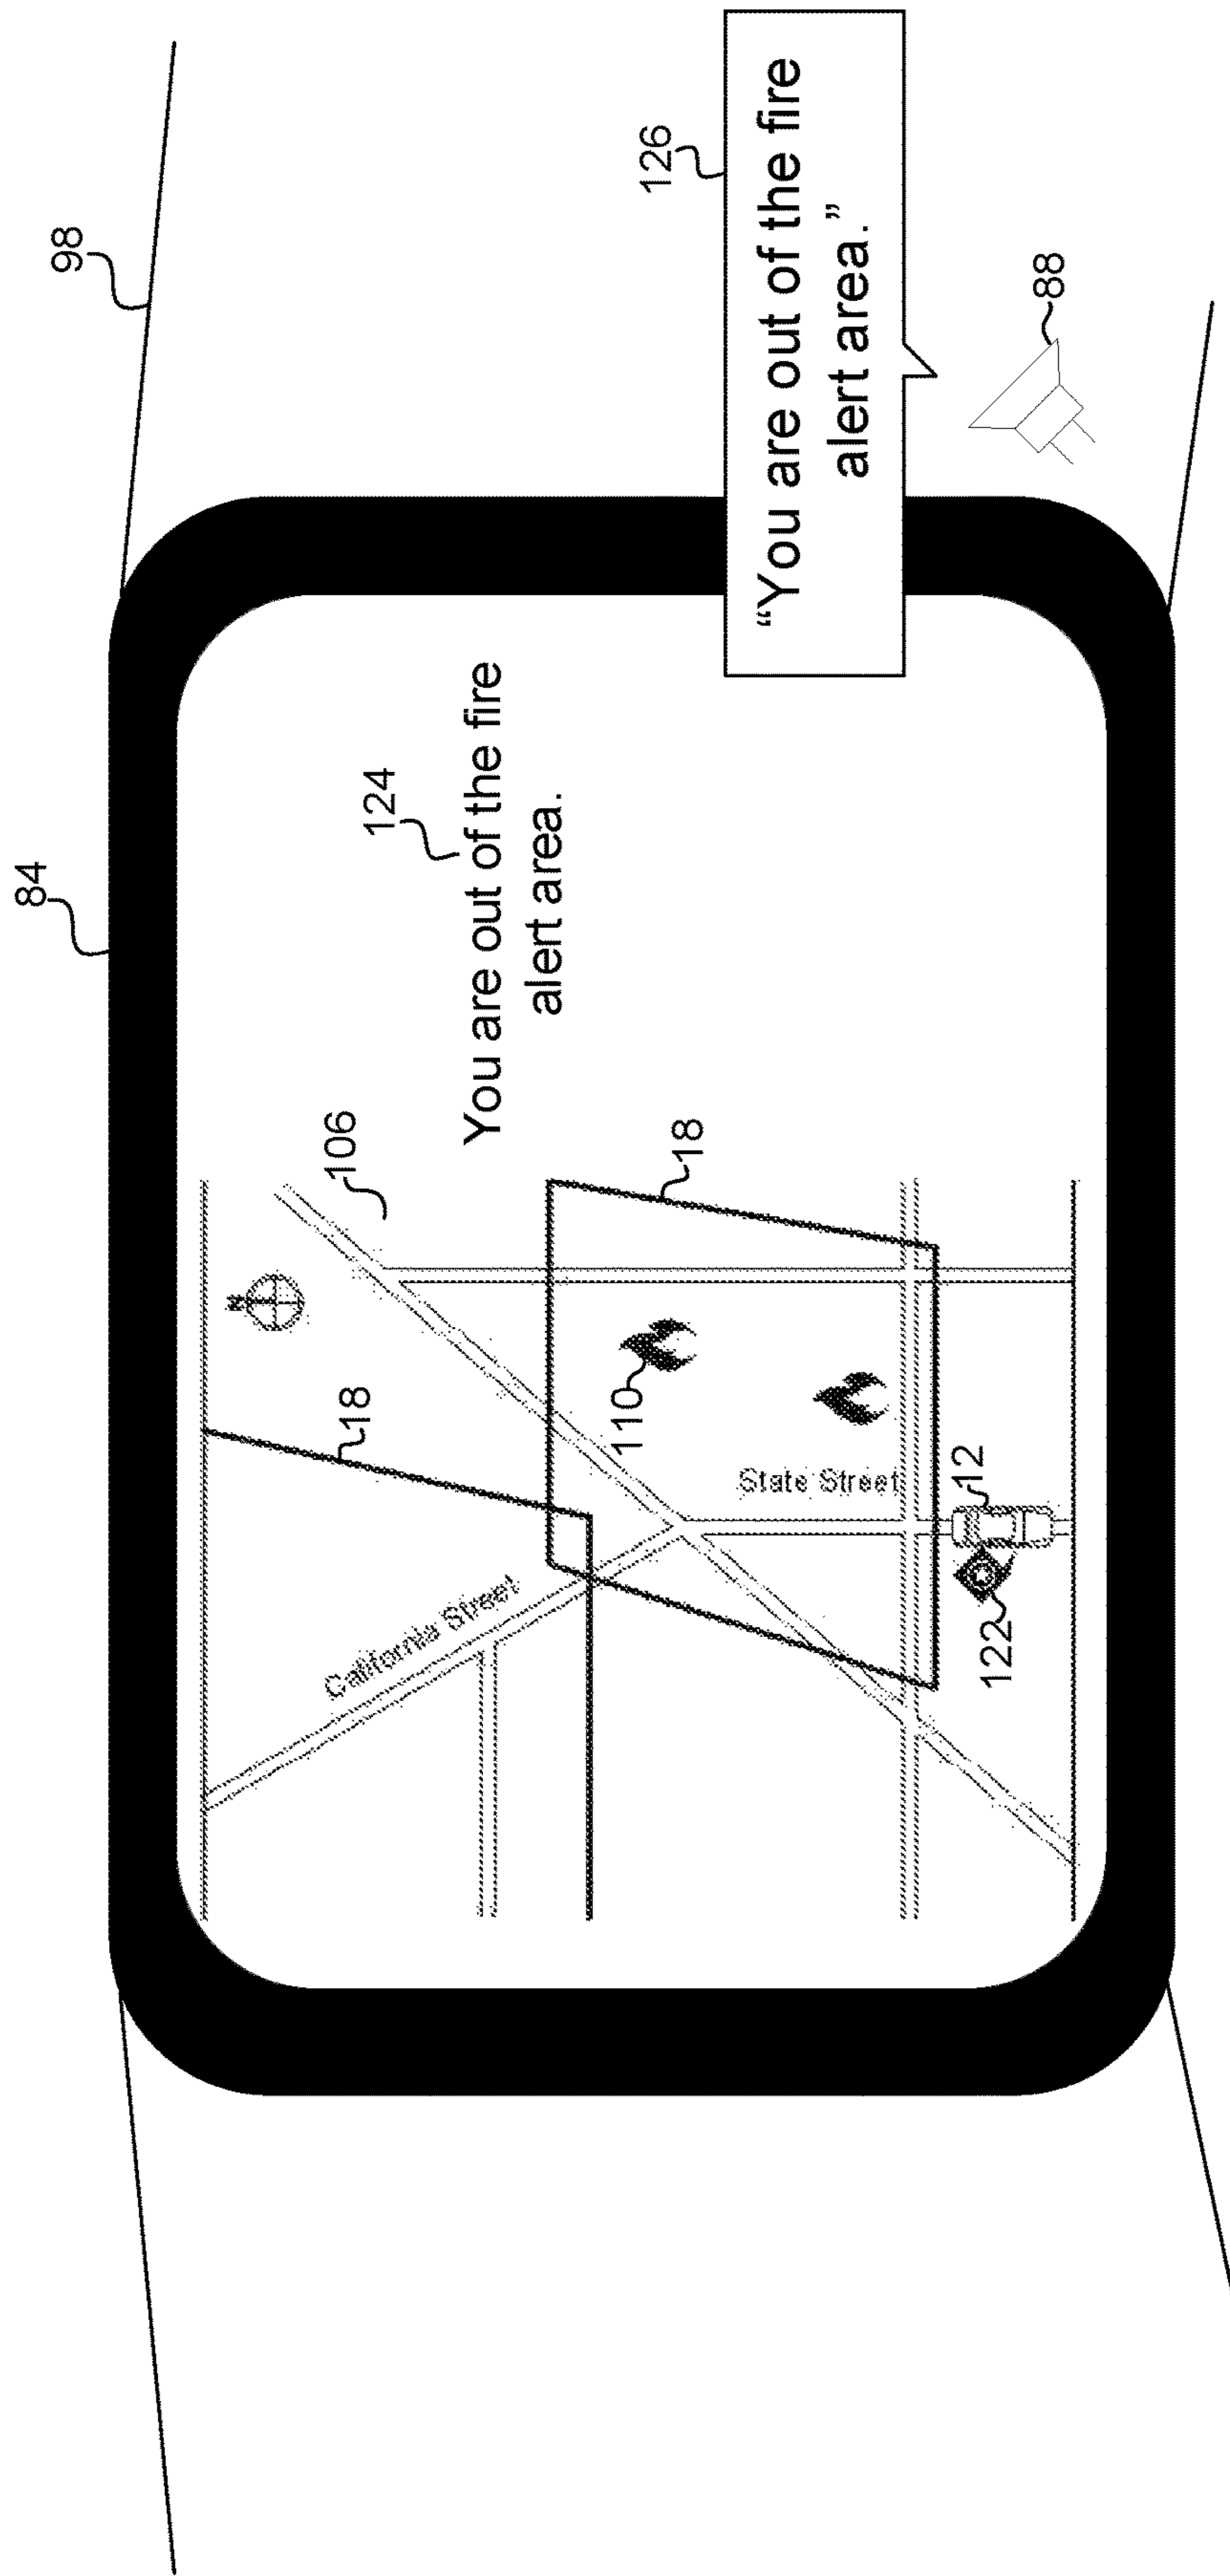 84
98
126
“You are out of the fire
alert area.”
88
124
You are out of the fire
alert area.
106
N
18
18
California Street
110
State Street
12
122